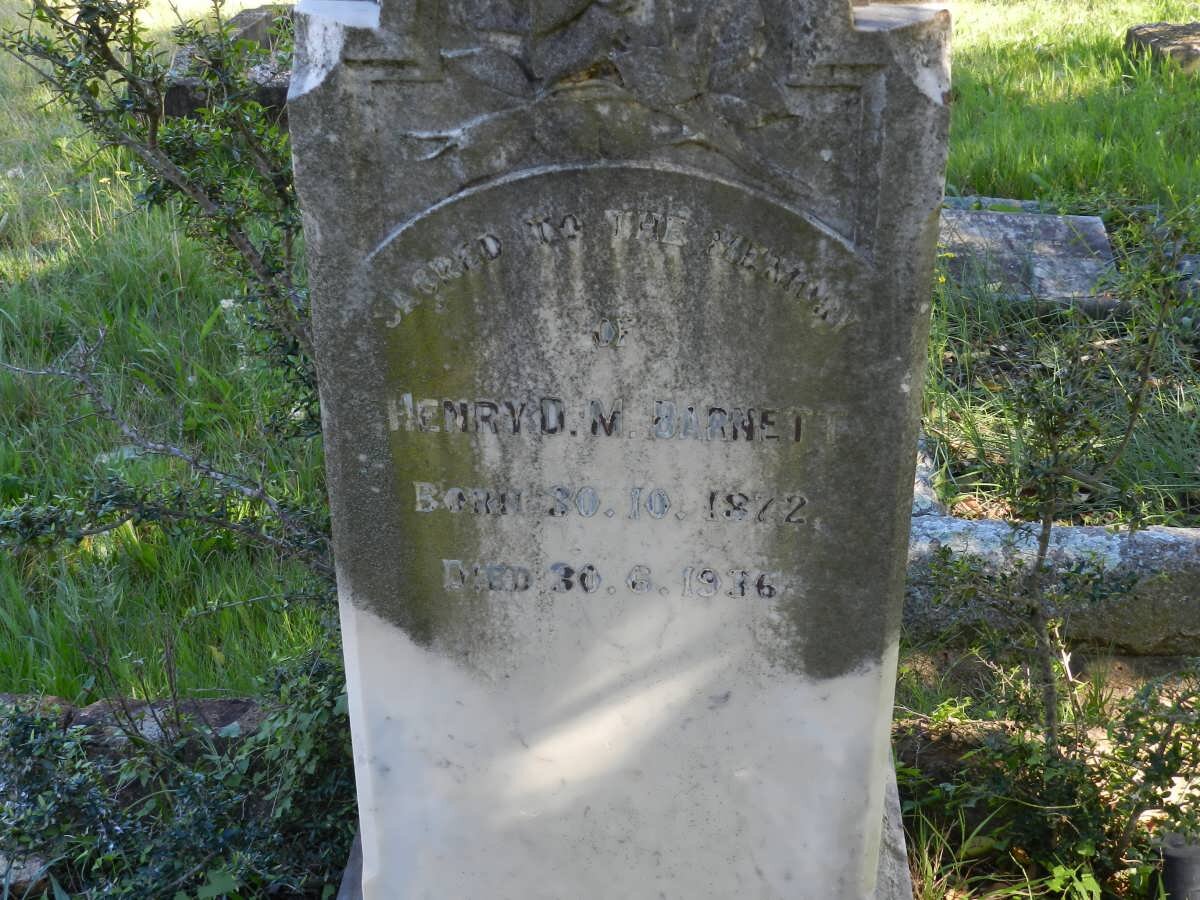 SACRED TO THE MEMORY
OF
HENRY D. M. BARNETT
BORN 30. 10. 1872.
DIED 30. 6. 1936.